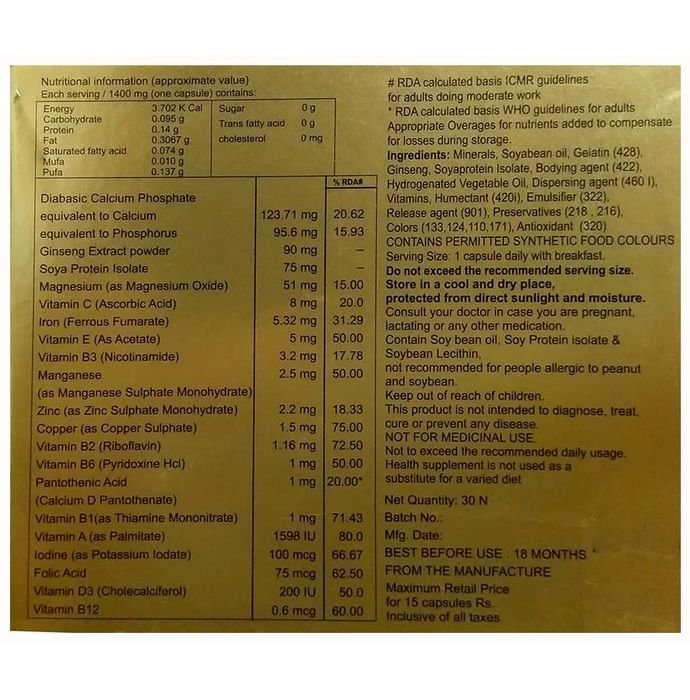 Nutritional information (approximate value)
Each serving / 1400 mg (one capsule) contains:
Energy 3.702 K Cal Sugar 0 g
Carbohydrate 0.095 g
Protein 0.14 g Trans fatty acid 0 g
Fat 0.3067 g
Saturated fatty acid 0.074 g cholesterol 0 mg
Mufa 0.010 g
Pufa 0.137 g
% RDA#
Diabasic Calcium Phosphate
equivalent to Calcium 123.71 mg 20.62
equivalent to Phosphorus 95.6 mg 15.93
Ginseng Extract powder 90 mg –
Soya Protein Isolate 75 mg –
Magnesium (as Magnesium Oxide) 51 mg 15.00
Vitamin C (Ascorbic Acid) 8 mg 20.0
Iron (Ferrous Fumarate) 5.32 mg 31.29
Vitamin E (As Acetate) 5 mg 50.00
Vitamin B3 (Nicotinamide) 3.2 mg 17.78
Manganese 2.5 mg 50.00
(as Manganese Sulphate Monohydrate)
Zinc (as Zinc Sulphate Monohydrate) 2.2 mg 18.33
Copper (as Copper Sulphate) 1.5 mg 75.00
Vitamin B2 (Riboflavin) 1.16 mg 72.50
Vitamin B6 (Pyridoxine Hcl) 1 mg 50.00
Pantothenic Acid 1 mg 20.00*
(Calcium D Pantothenate)
Vitamin B1(as Thiamine Mononitrate) 1 mg 71.43
Vitamin A (as Palmitate) 1598 IU 80.0
Iodine (as Potassium Iodate) 100 mcg 66.67
Folic Acid 75 mcg 62.50
Vitamin D3 (Cholecalciferol) 200 IU 50.0
Vitamin B12 0.6 mcg 60.00
# RDA calculated basis ICMR guidelines
for adults doing moderate work
* RDA calculated basis WHO guidelines for adults
Appropriate Overages for nutrients added to compensate
for losses during storage.
Ingredients: Minerals, Soyabean oil, Gelatin (428),
Ginseng, Soyaprotein Isolate, Bodying agent (422),
Hydrogenated Vegetable Oil, Dispersing agent (460 I),
Vitamins, Humectant (420i), Emulsifier (322),
Release agent (901), Preservatives (218 , 216),
Colors (133,124,110,171), Antioxidant (320)
CONTAINS PERMITTED SYNTHETIC FOOD COLOURS
Serving Size: 1 capsule daily with breakfast.
Do not exceed the recommended serving size.
Store in a cool and dry place,
protected from direct sunlight and moisture.
Consult your doctor in case you are pregnant,
lactating or any other medication.
Contain Soy bean oil, Soy Protein isolate &
Soybean Lecithin,
not recommended for people allergic to peanut
and soybean.
Keep out of reach of children.
This product is not intended to diagnose, treat,
cure or prevent any disease.
NOT FOR MEDICINAL USE.
Not to exceed the recommended daily usage.
Health supplement is not used as a
substitute for a varied diet
Net Quantity: 30 N
Batch No.:
Mfg. Date:
BEST BEFORE USE : 18 MONTHS
FROM THE MANUFACTURE
Maximum Retail Price
for 15 capsules Rs.
Inclusive of all taxes